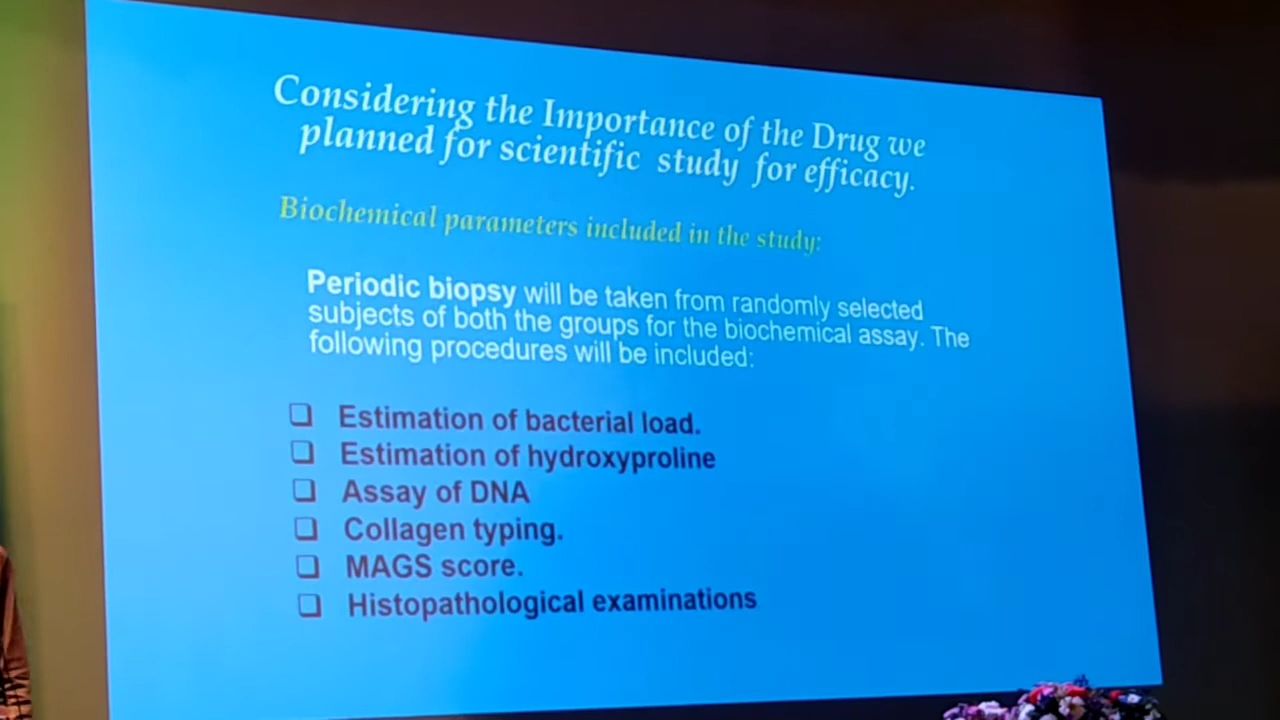 Considering the Importance of the Drug we
planned for scientific study for efficacy.
Biochemical parameters included in the study:
Periodic biopsy will be taken from randomly selected
subjects of both the groups for the biochemical assay. The
following procedures will be included:
❑ Estimation of bacterial load.
❑ Estimation of hydroxyproline
❑ Assay of DNA
❑ Collagen typing.
❑ MAGS score.
❑ Histopathological examinations